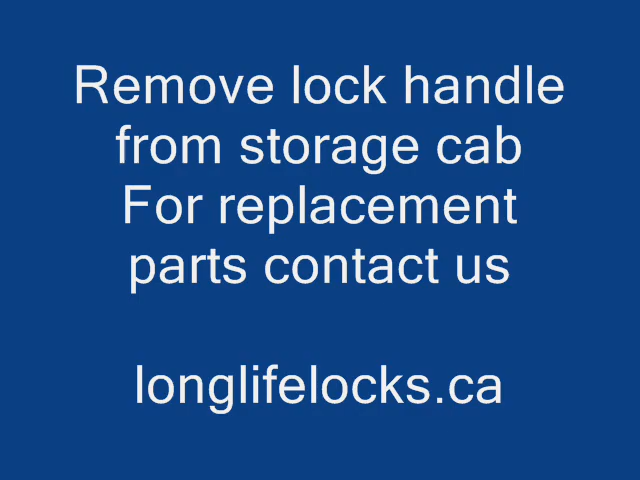 Remove lock handle
from storage cab
For replacement
parts contact us
longlifelocks.ca